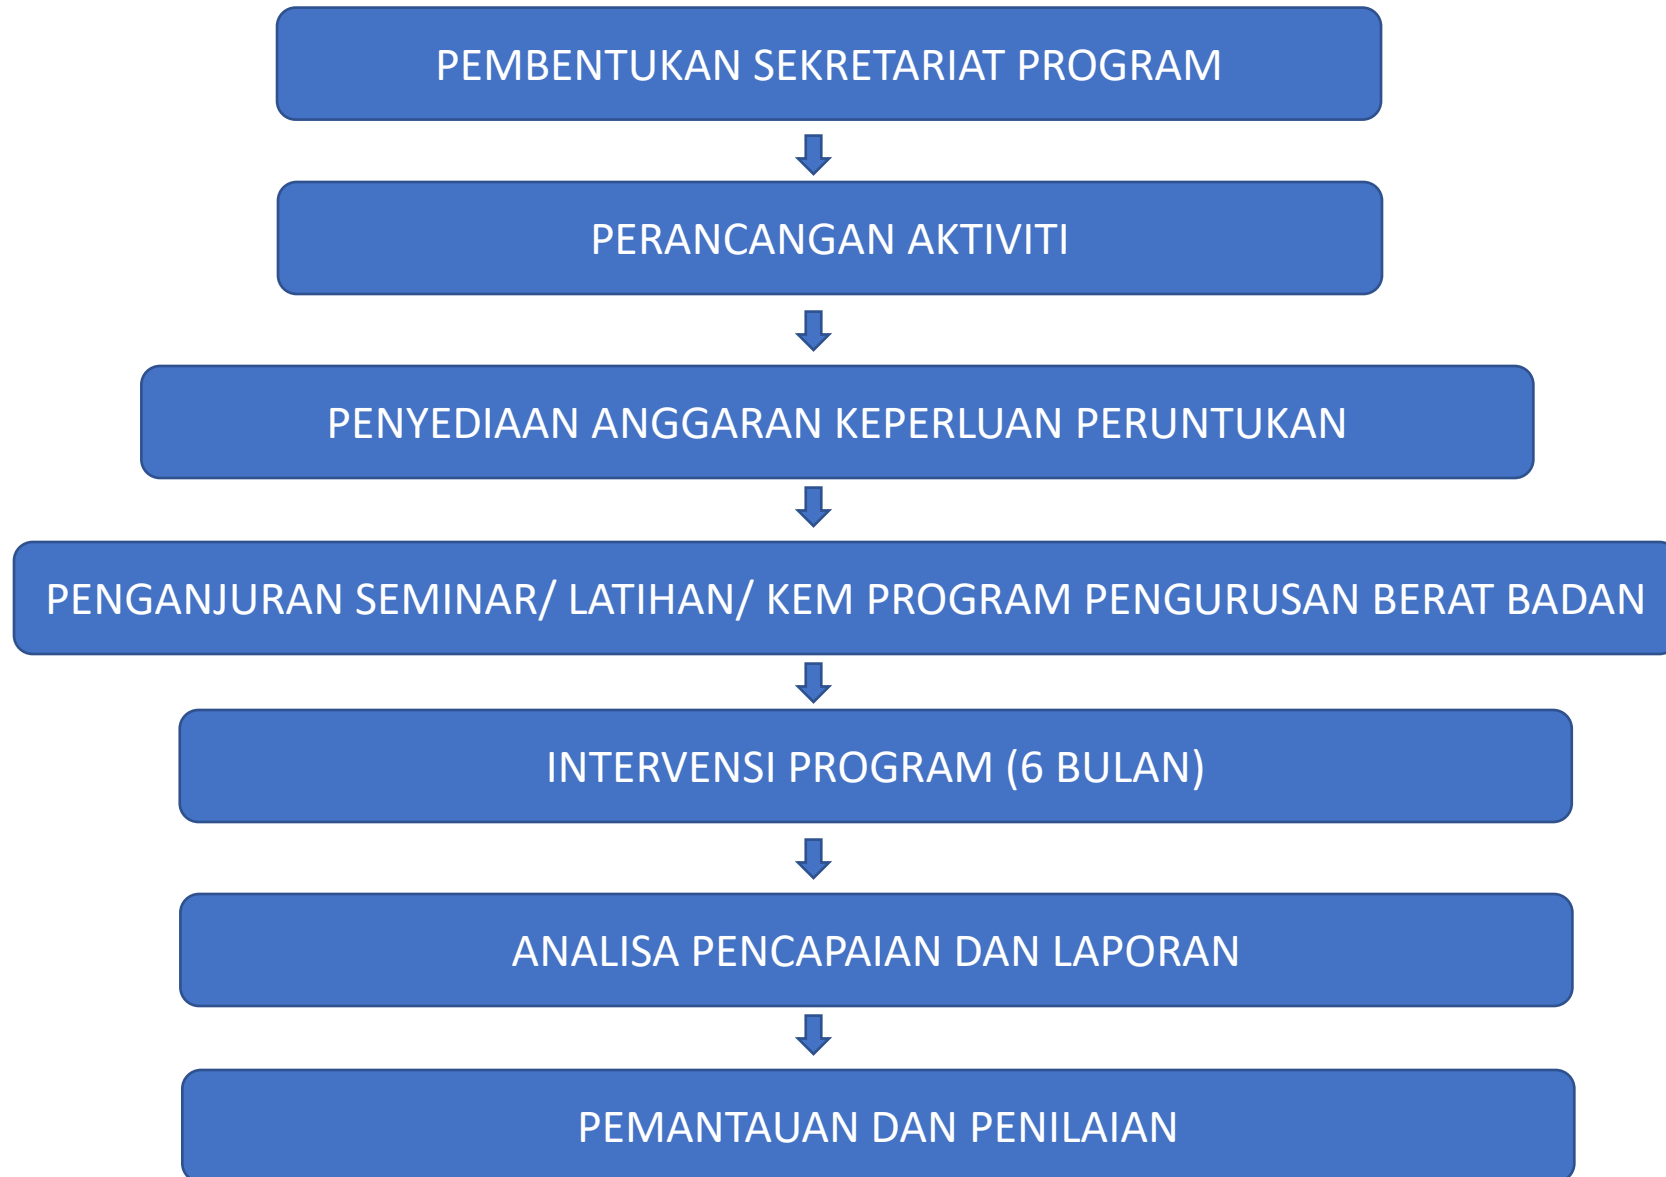 PEMBENTUKAN SEKRETARIAT PROGRAM
PERANCANGAN AKTIVITI
PENYEDIAAN ANGGARAN KEPERLUAN PERUNTUKAN
PENGANJURAN SEMINAR/ LATIHAN/ KEM PROGRAM PENGURUSAN BERAT BADAN
INTERVENSI PROGRAM (6 BULAN)
ANALISA PENCAPAIAN DAN LAPORAN
PEMANTAUAN DAN PENILAIAN